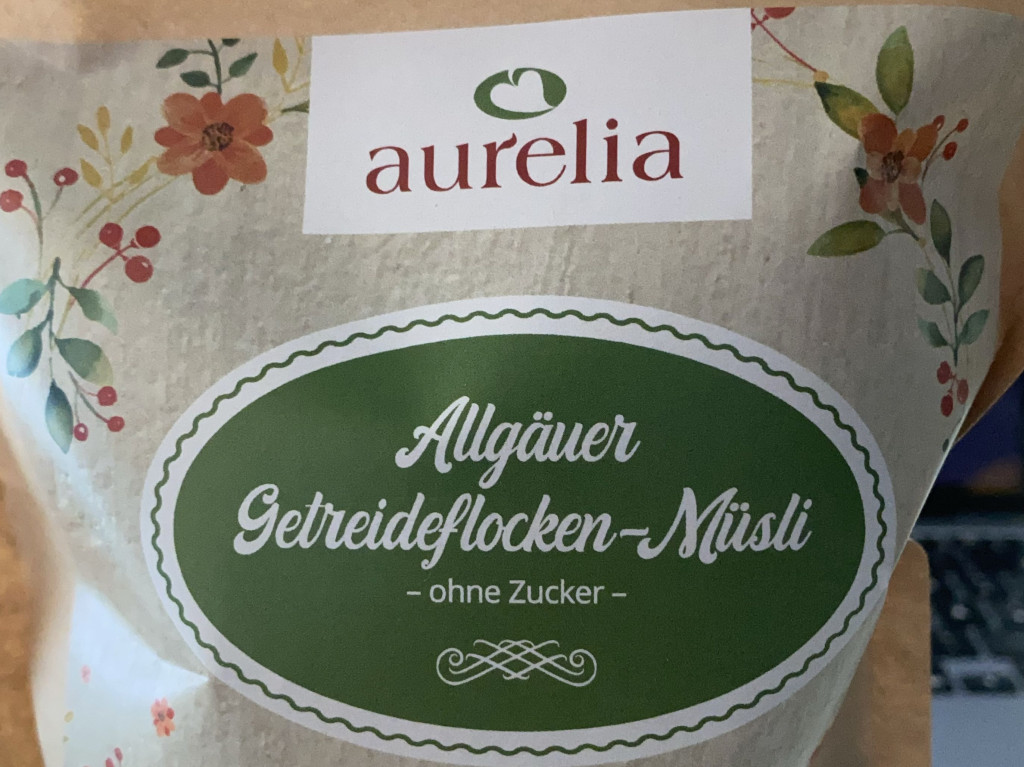 aurelia
Allgäuer
Getreideflocken-Müsli
– ohne Zucker –